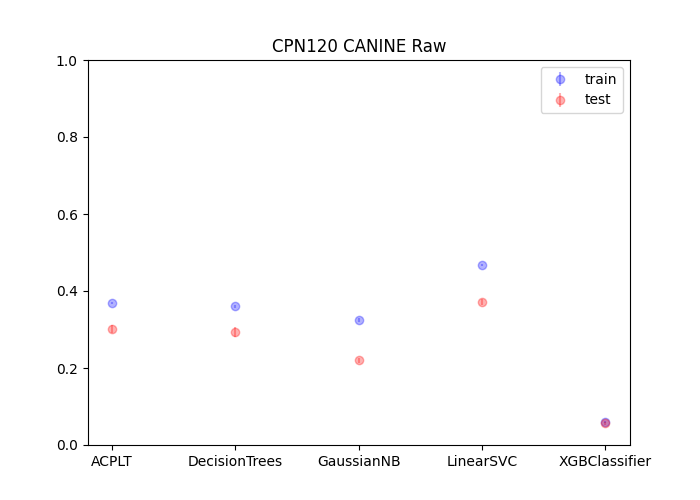 CPN120 CANINE Raw
1.0
0.8
0.6
0.4
0.2
0.0
train
test
ACPLT DecisionTrees GaussianNB LinearSVC XGBClassifier